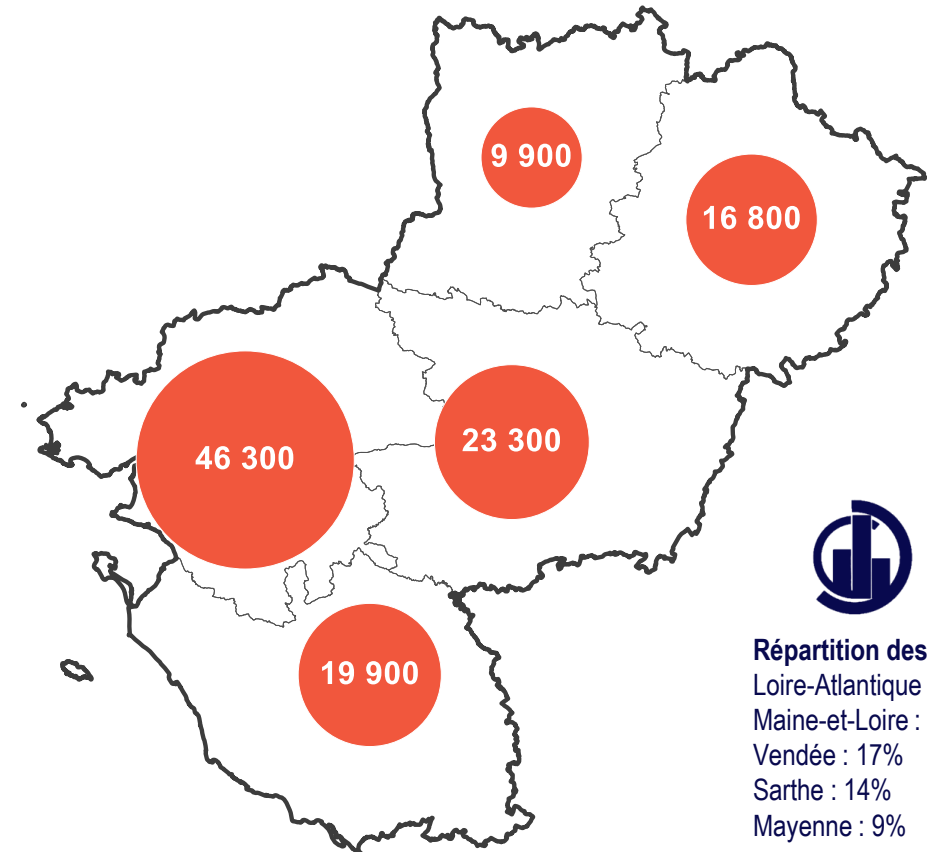 9 900
16 800
46 300
23 300
19 900
Répartition des
Loire-Atlantique
Maine-et-Loire :
Vendée : 17%
Sarthe : 14%
Mayenne : 9%